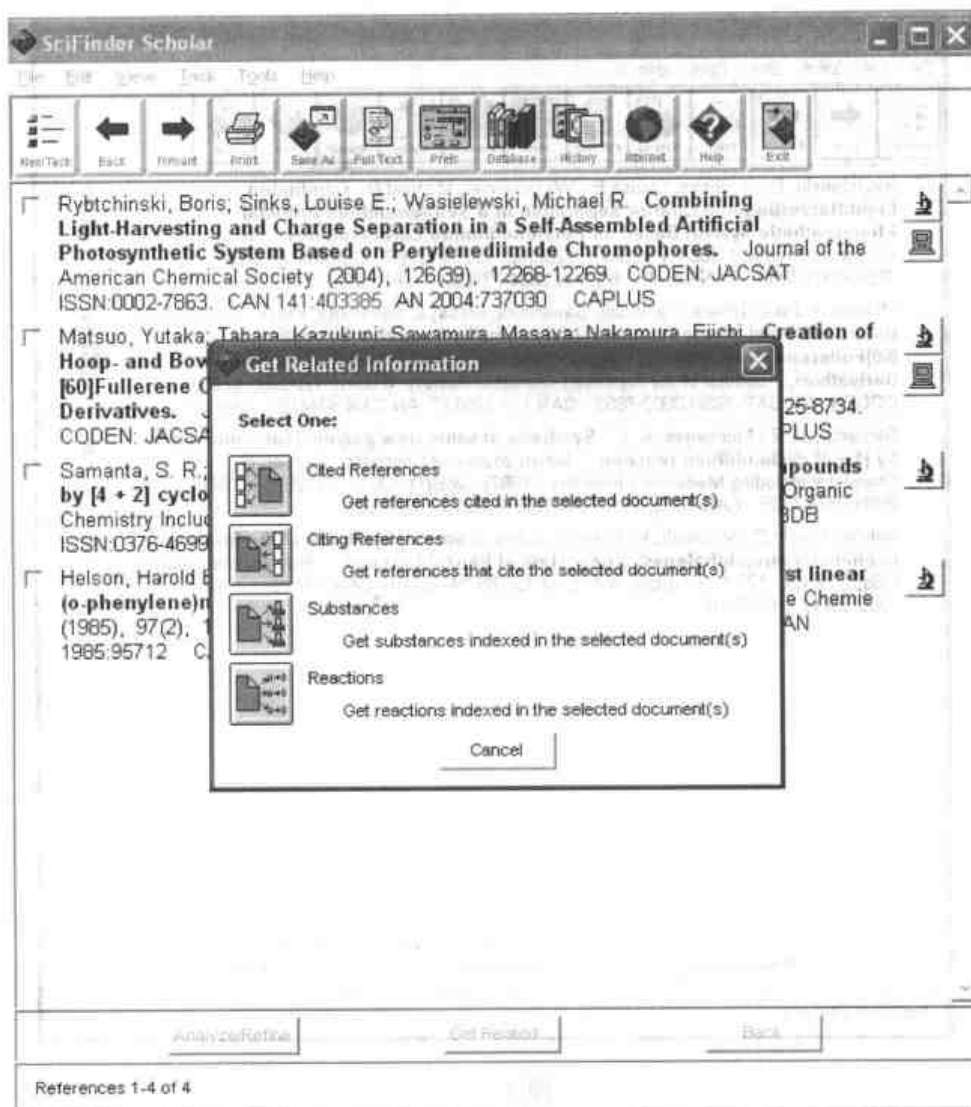 SciFinder Scholar
File Edit View Task Tools Help
New Task Back Forward Print Save As Full Text Prefs Database History Internet Help Exit
Rybtchinski, Boris; Sinks, Louise E.; Wasielewski, Michael R. Combining
Light-Harvesting and Charge Separation in a Self-Assembled Artificial
Photosynthetic System Based on Perylenediimide Chromophores. Journal of the
American Chemical Society (2004), 126(39), 12268-12269. CODEN: JACSAT
ISSN:0002-7863. CAN 141:403385 AN 2004:737030 CAPLUS
Matsuo, Yutaka; Tahara, Kazukuni; Sawamura, Masaya; Nakamura, Eiichi. Creation of
Hoop- and Bow
[60]Fullerene
Derivatives. 25-8734.
CODEN: JACSA PLUS
Samanta, S. R.; pounds
by [4 + 2] cyclo Organic
Chemistry Includ BDB
ISSN:0376-4699
Helson, Harold E st linear
(o-phenylene)n e Chemie
(1985), 97(2), AN
1985:95712
Get Related Information
Select One:
Cited References
Get references cited in the selected document(s)
Citing References
Get references that cite the selected document(s)
Substances
Get substances indexed in the selected document(s)
Reactions
Get reactions indexed in the selected document(s)
Cancel
Analyze/Refine Get Related... Back
References 1-4 of 4